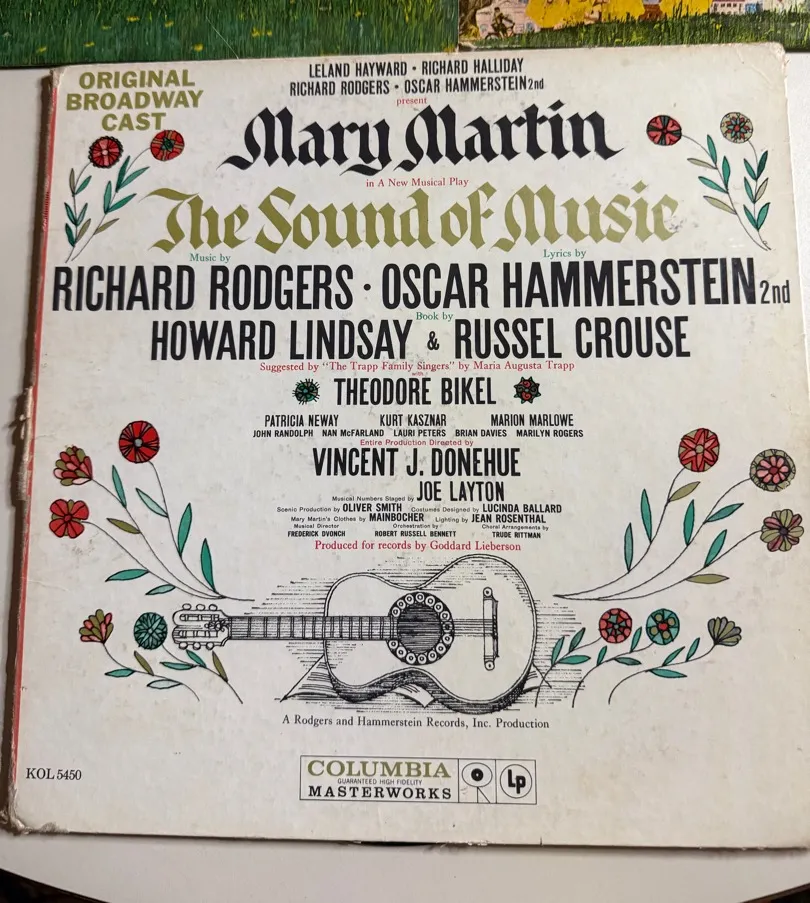 ORIGINAL
BROADWAY
CAST
LELAND HAYWARD • RICHARD HALLIDAY
RICHARD RODGERS • OSCAR HAMMERSTEIN 2nd
present
Mary Martin
in A New Musical Play
The Sound of Music
Music by Lyrics by
RICHARD RODGERS • OSCAR HAMMERSTEIN 2nd
Book by
HOWARD LINDSAY & RUSSEL CROUSE
Suggested by "The Trapp Family Singers" by Maria Augusta Trapp
with
THEODORE BIKEL
PATRICIA NEWAY KURT KASZNAR MARION MARLOWE
JOHN RANDOLPH NAN McFARLAND LAURI PETERS BRIAN DAVIES MARILYN ROGERS
Entire Production Directed by
VINCENT J. DONEHUE
Musical Numbers Staged by JOE LAYTON
Scenic Production by OLIVER SMITH Costumes Designed by LUCINDA BALLARD
Mary Martin's Clothes by MAINBOCHER Lighting by JEAN ROSENTHAL
Musical Director Orchestration by Choral Arrangements by
FREDERICK DVONCH ROBERT RUSSELL BENNETT TRUDE RITTMAN
Produced for records by Goddard Lieberson
A Rodgers and Hammerstein Records, Inc. Production
KOL 5450
COLUMBIA
GUARANTEED HIGH FIDELITY
MASTERWORKS
Lp